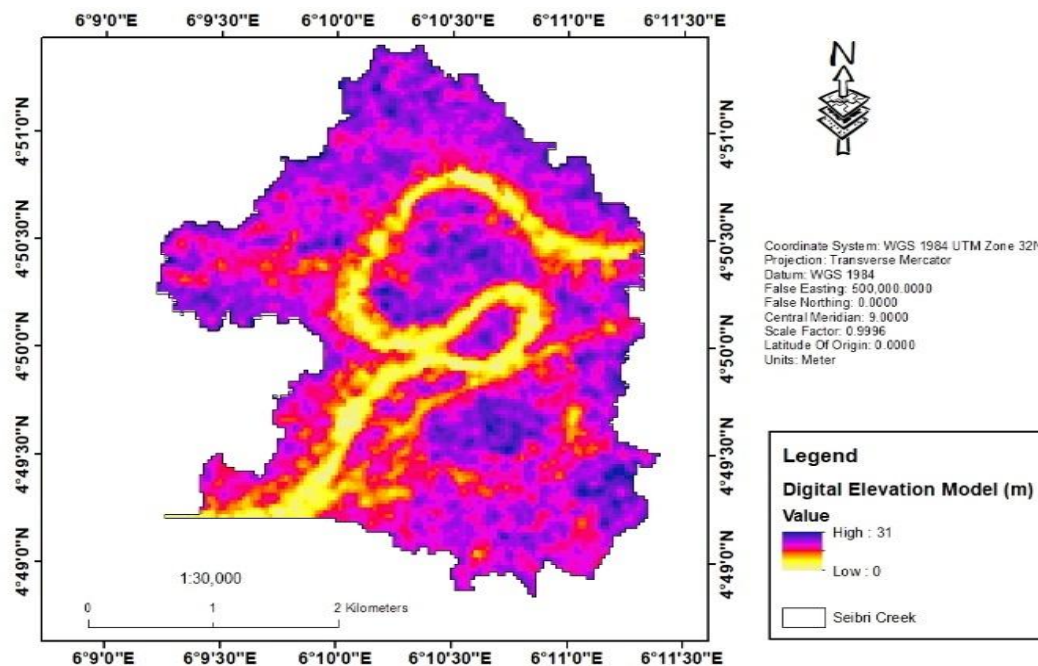 6°9'0"E 6°9'30"E 6°10'0"E 6°10'30"E 6°11'0"E 6°11'30"E
N
4°51'0"N
4°51'0"N
4°50'30"N
4°50'30"N
Coordinate System: WGS 1984 UTM Zone 32N
Projection: Transverse Mercator
Datum: WGS 1984
False Easting: 500,000.0000
False Northing: 0.0000
Central Meridian: 9.0000
Scale Factor: 0.9996
Latitude Of Origin: 0.0000
Units: Meter
4°50'0"N
4°50'0"N
4°49'30"N
4°49'30"N
Legend
Digital Elevation Model (m)
Value
High : 31
Low : 0
Seibri Creek
4°49'0"N
4°49'0"N
1:30,000
0 1 2 Kilometers
6°9'0"E 6°9'30"E 6°10'0"E 6°10'30"E 6°11'0"E 6°11'30"E